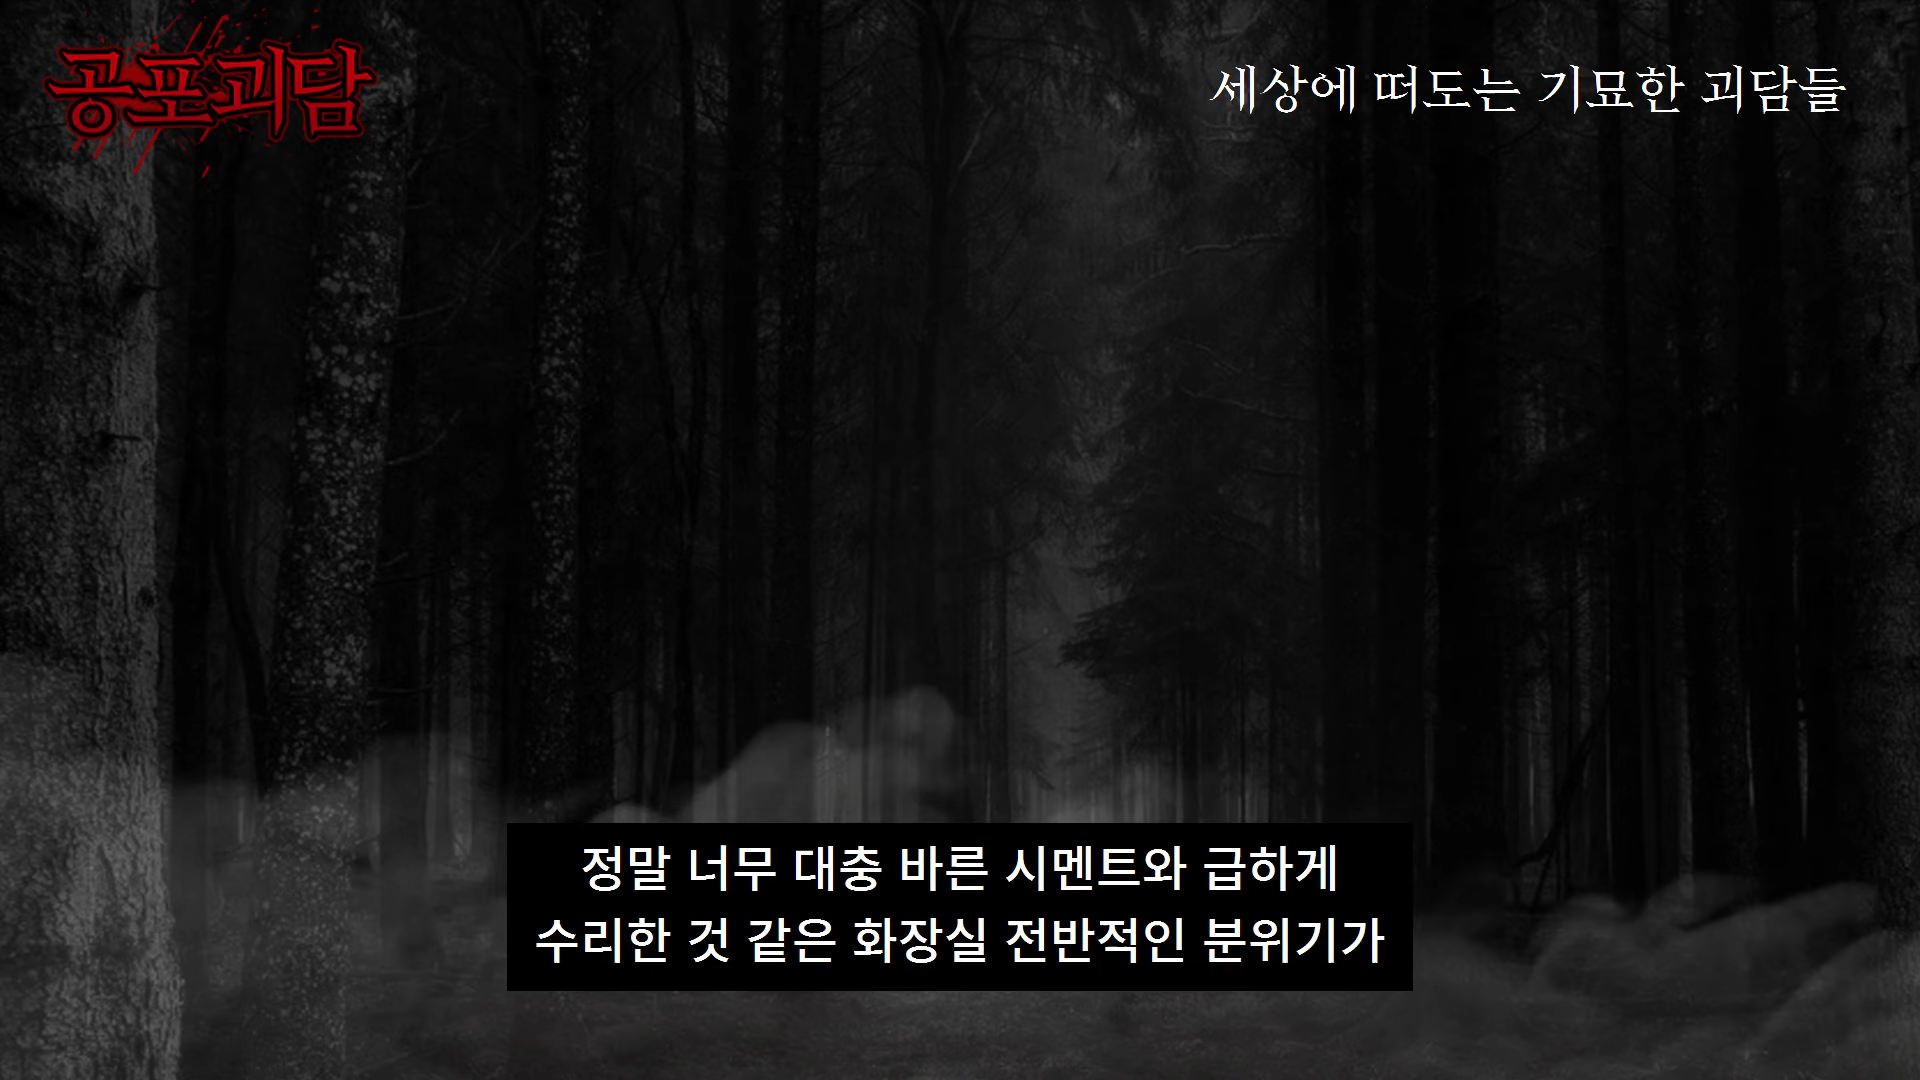 공포괴담
세상에 떠도는 기묘한 괴담들
정말 너무 대충 바른 시멘트와 급하게
수리한 것 같은 화장실 전반적인 분위기가